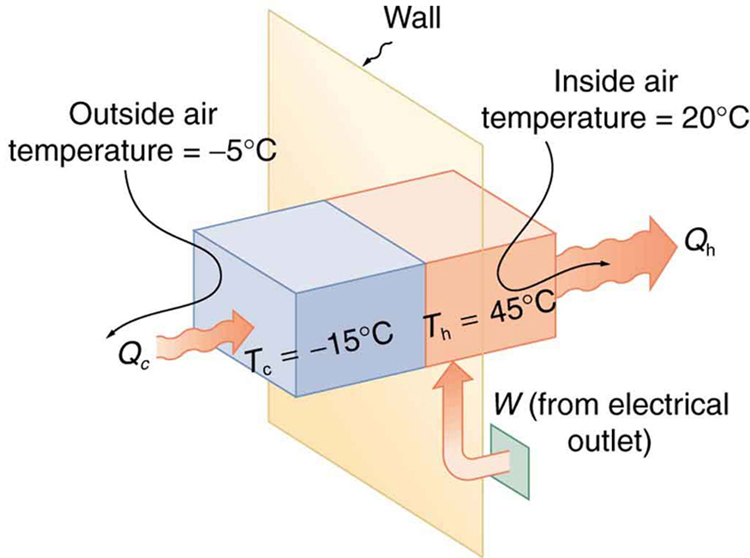 Wall
Inside air
temperature = 20°C
Outside air
temperature = –5°C
Qh
Th = 45°C
Tc = –15°C
Qc
W (from electrical
outlet)